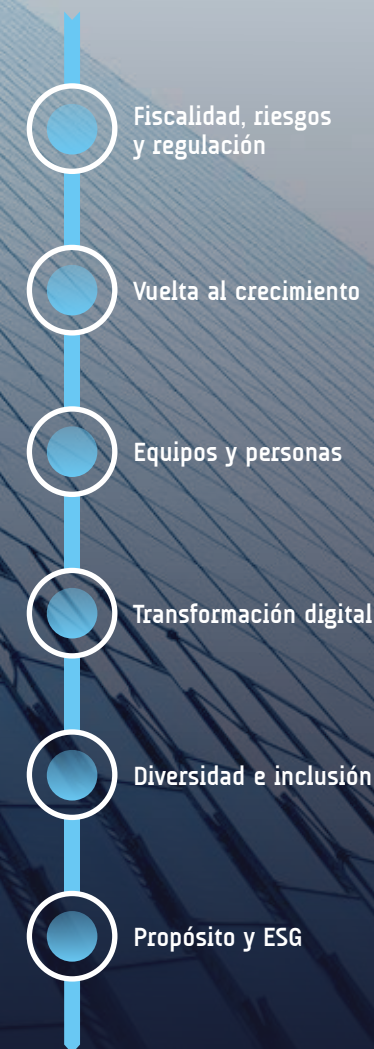 Fiscalidad, riesgos
y regulación
Vuelta al crecimiento
Equipos y personas
Transformación digital
Diversidad e inclusión
Propósito y ESG